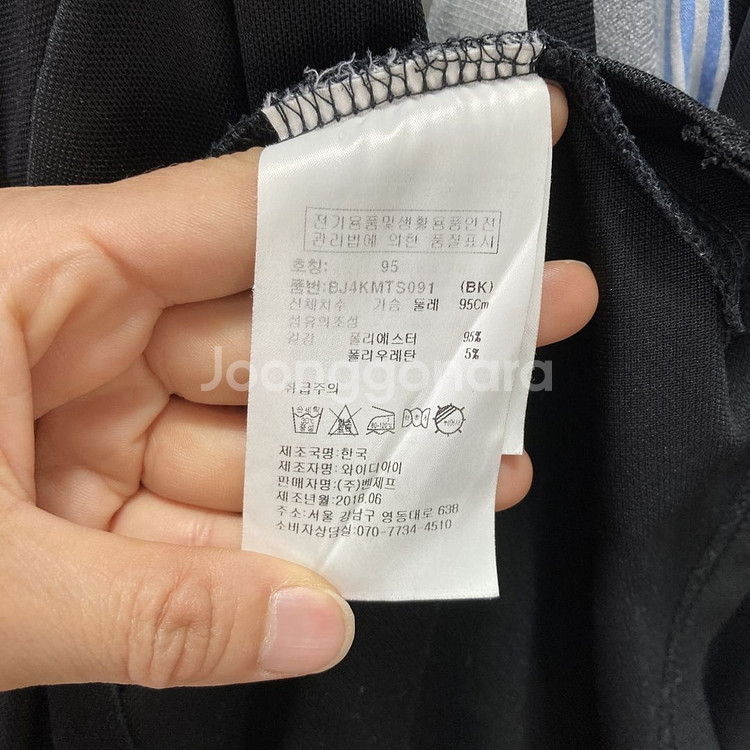 전기용품및생활용품안전
관리법에 의한 품질표시
호칭: 95
품번:BJ4KMTS091 (BK)
신체치수 가슴 둘레 95Cm
섬유의조성
겉감 폴리에스터 95%
폴리우레탄 5%
Joonggonara
취급주의
제조국명:한국
제조자명:와이디아이
판매자명:(주)벤제프
제조년월:2018.06
주소:서울 강남구 영동대로 638
소비자상담실:070-7734-4510